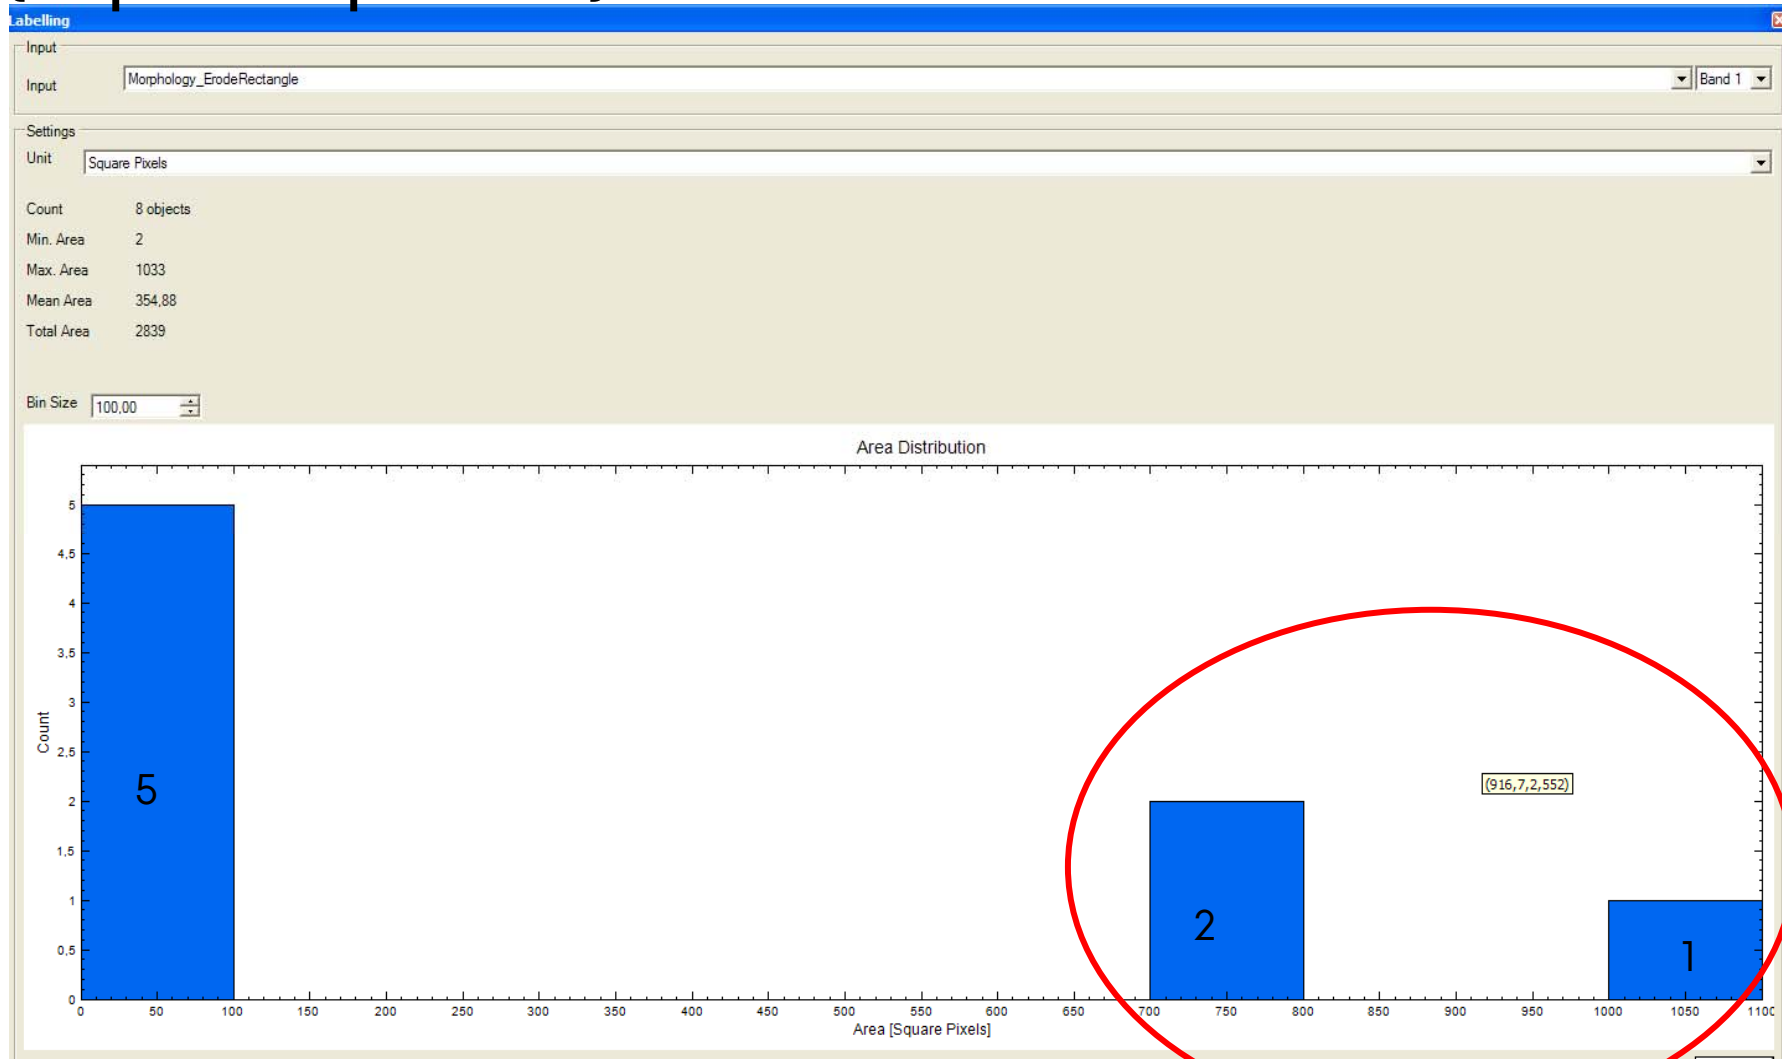 Labelling
Input
Input Morphology_ErodeRectangle Band 1
Settings
Unit Square Pixels
Count 8 objects
Min. Area 2
Max. Area 1033
Mean Area 354,88
Total Area 2839
Bin Size 100,00
Area Distribution
5
4,5
4
3,5
3
2,5
2
1,5
1
0,5
0
Count
5
(916,7,2,552)
2
1
0 50 100 150 200 250 300 350 400 450 500 550 600 650 700 750 800 850 900 950 1000 1050 1100
Area [Square Pixels]